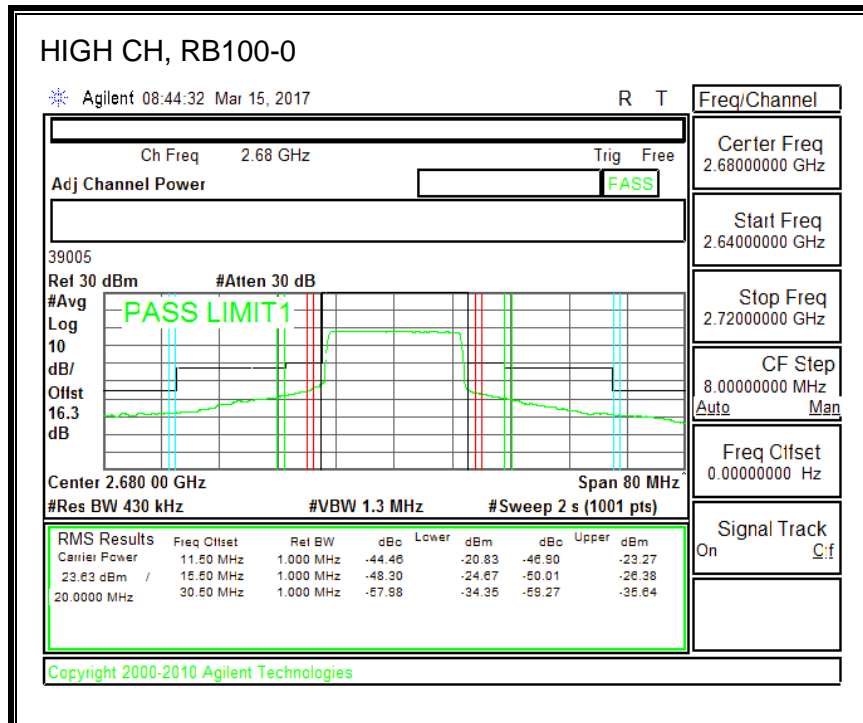 HIGH CH, RB100-0
Agilent 08:44:32 Mar 15, 2017 R T
Ch Freq 2.68 GHz Trig Free
Adj Channel Power PASS
39005
Ref 30 dBm #Atten 30 dB
#Avg
Log
10
dB/
Offst
16.3
dB
PASS LIMIT1
Center 2.680 00 GHz Span 80 MHz
#Res BW 430 kHz #VBW 1.3 MHz #Sweep 2 s (1001 pts)
RMS Results Freq Offset Ref BW dBc Lower dBm dBc Upper dBm
Carrier Power 11.50 MHz 1.000 MHz -44.46 -20.83 -46.90 -23.27
23.63 dBm / 15.50 MHz 1.000 MHz -48.30 -24.67 -50.01 -26.38
20.0000 MHz 30.50 MHz 1.000 MHz -57.98 -34.35 -59.27 -35.64
Copyright 2000-2010 Agilent Technologies
Freq/Channel
Center Freq
2.68000000 GHz
Start Freq
2.64000000 GHz
Stop Freq
2.72000000 GHz
CF Step
8.00000000 MHz
Auto Man
Freq Offset
0.00000000 Hz
Signal Track
On Off